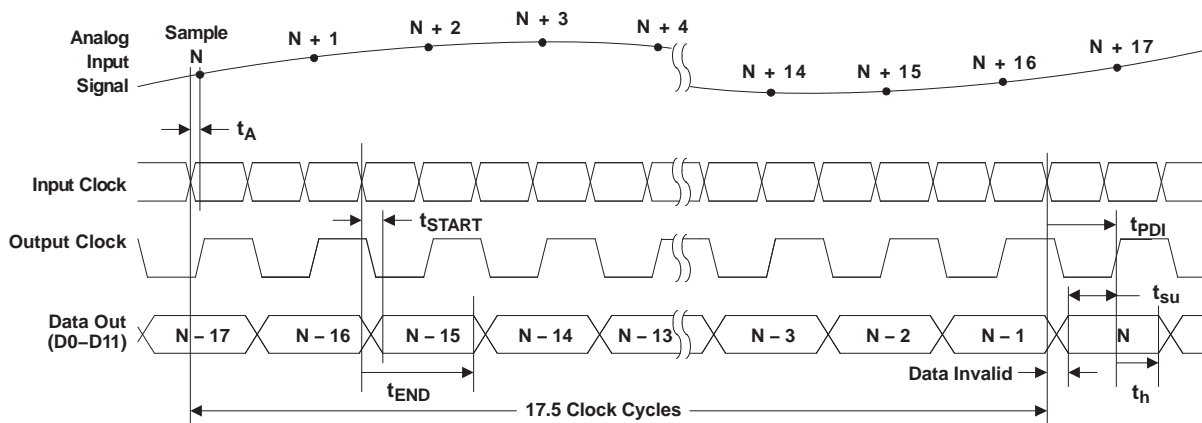 Analog
Input
Signal
Sample
N
N + 1
N + 2
N + 3
N + 4
N + 14
N + 15
N + 16
N + 17
tA
Input Clock
tSTART
Output Clock
tPDI
tsu
Data Out
(D0–D11)
N – 17
N – 16
N – 15
N – 14
N – 13
N – 3
N – 2
N – 1
N
tEND
Data Invalid
th
17.5 Clock Cycles